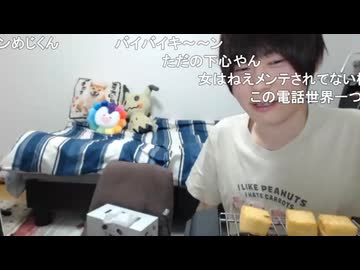 ンめじくん
バイバイキ〜〜ン
ただの下心やん
女はねえメンテされてない
この電話世界一つ
I LIKE PEANUTS
I HATE CARROTS